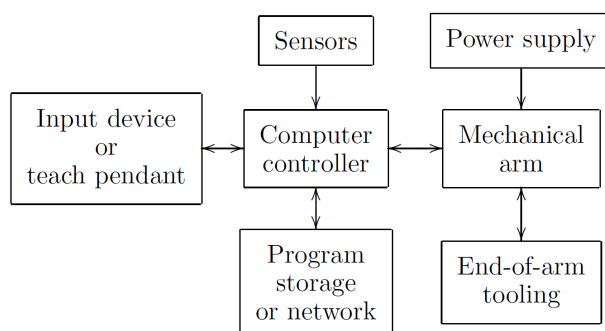 Sensors
Power supply
Input device
or
teach pendant
Computer
controller
Mechanical
arm
Program
storage
or network
End-of-arm
tooling